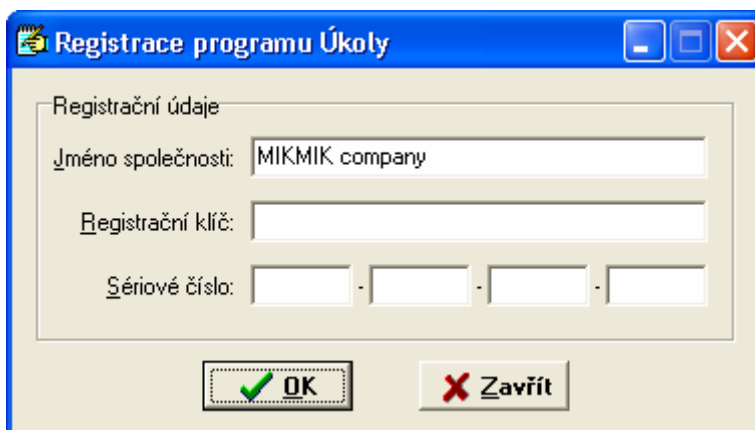 Registrace programu Úkoly
Registrační údaje
Jméno společnosti: MIKMIK company
Registrační klíč:
Sériové číslo: - - -
OK Zavřít